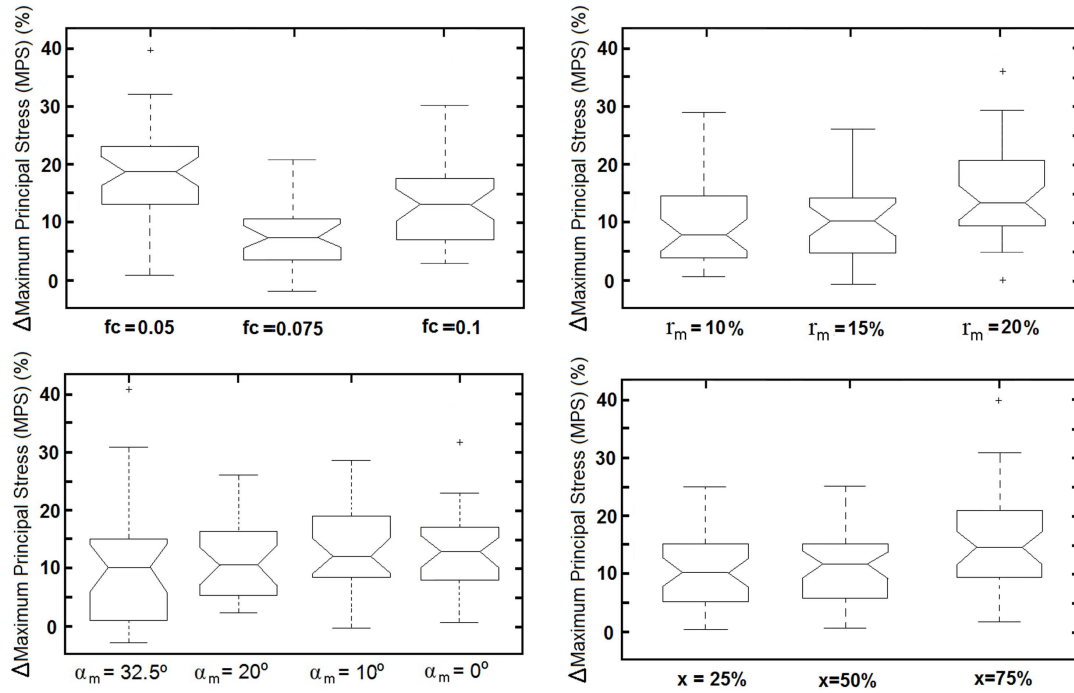 ΔMaximum Principal Stress (MPS) (%)
40
30
20
10
0
fc=0.05 fc=0.075 fc=0.1
ΔMaximum Principal Stress (MPS) (%)
40
30
20
10
0
rm = 10% rm = 15% rm = 20%
ΔMaximum Principal Stress (MPS) (%)
40
30
20
10
0
αm = 32.5º αm = 20º αm = 10º αm = 0º
ΔMaximum Principal Stress (MPS) (%)
40
30
20
10
0
x = 25% x=50% x=75%